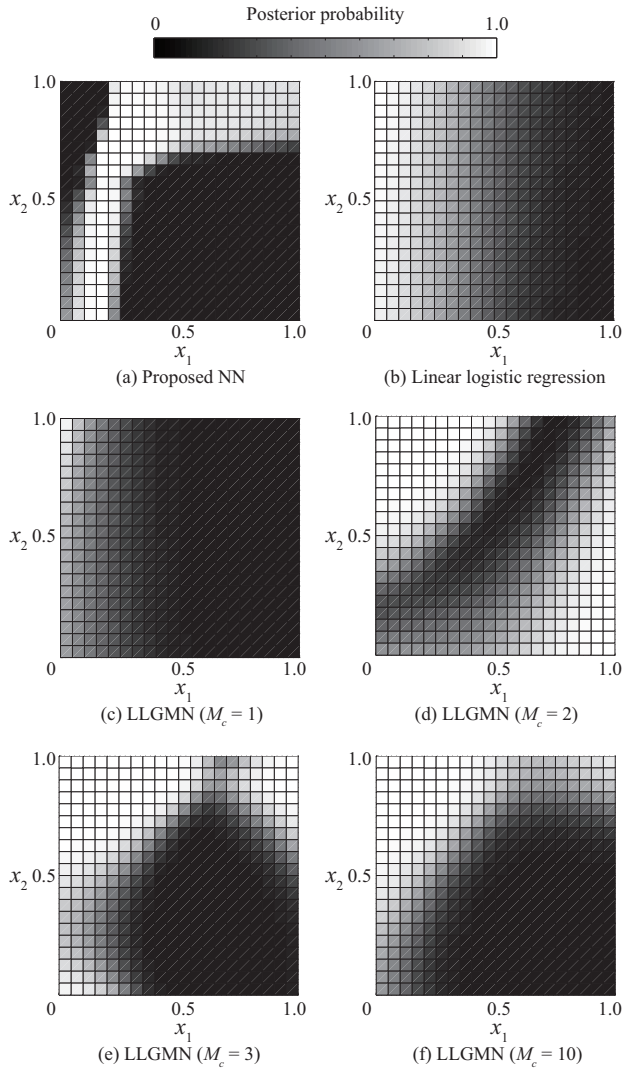 Posterior probability
0 1.0
1.0 1.0
x2 0.5 x2 0.5
0 0.5 1.0 0 0.5 1.0
x1 x1
(a) Proposed NN (b) Linear logistic regression
1.0 1.0
x2 0.5 x2 0.5
0 0.5 1.0 0 0.5 1.0
x1 x1
(c) LLGMN (Mc = 1) (d) LLGMN (Mc = 2)
1.0 1.0
x2 0.5 x2 0.5
0 0.5 1.0 0 0.5 1.0
x1 x1
(e) LLGMN (Mc = 3) (f) LLGMN (Mc = 10)